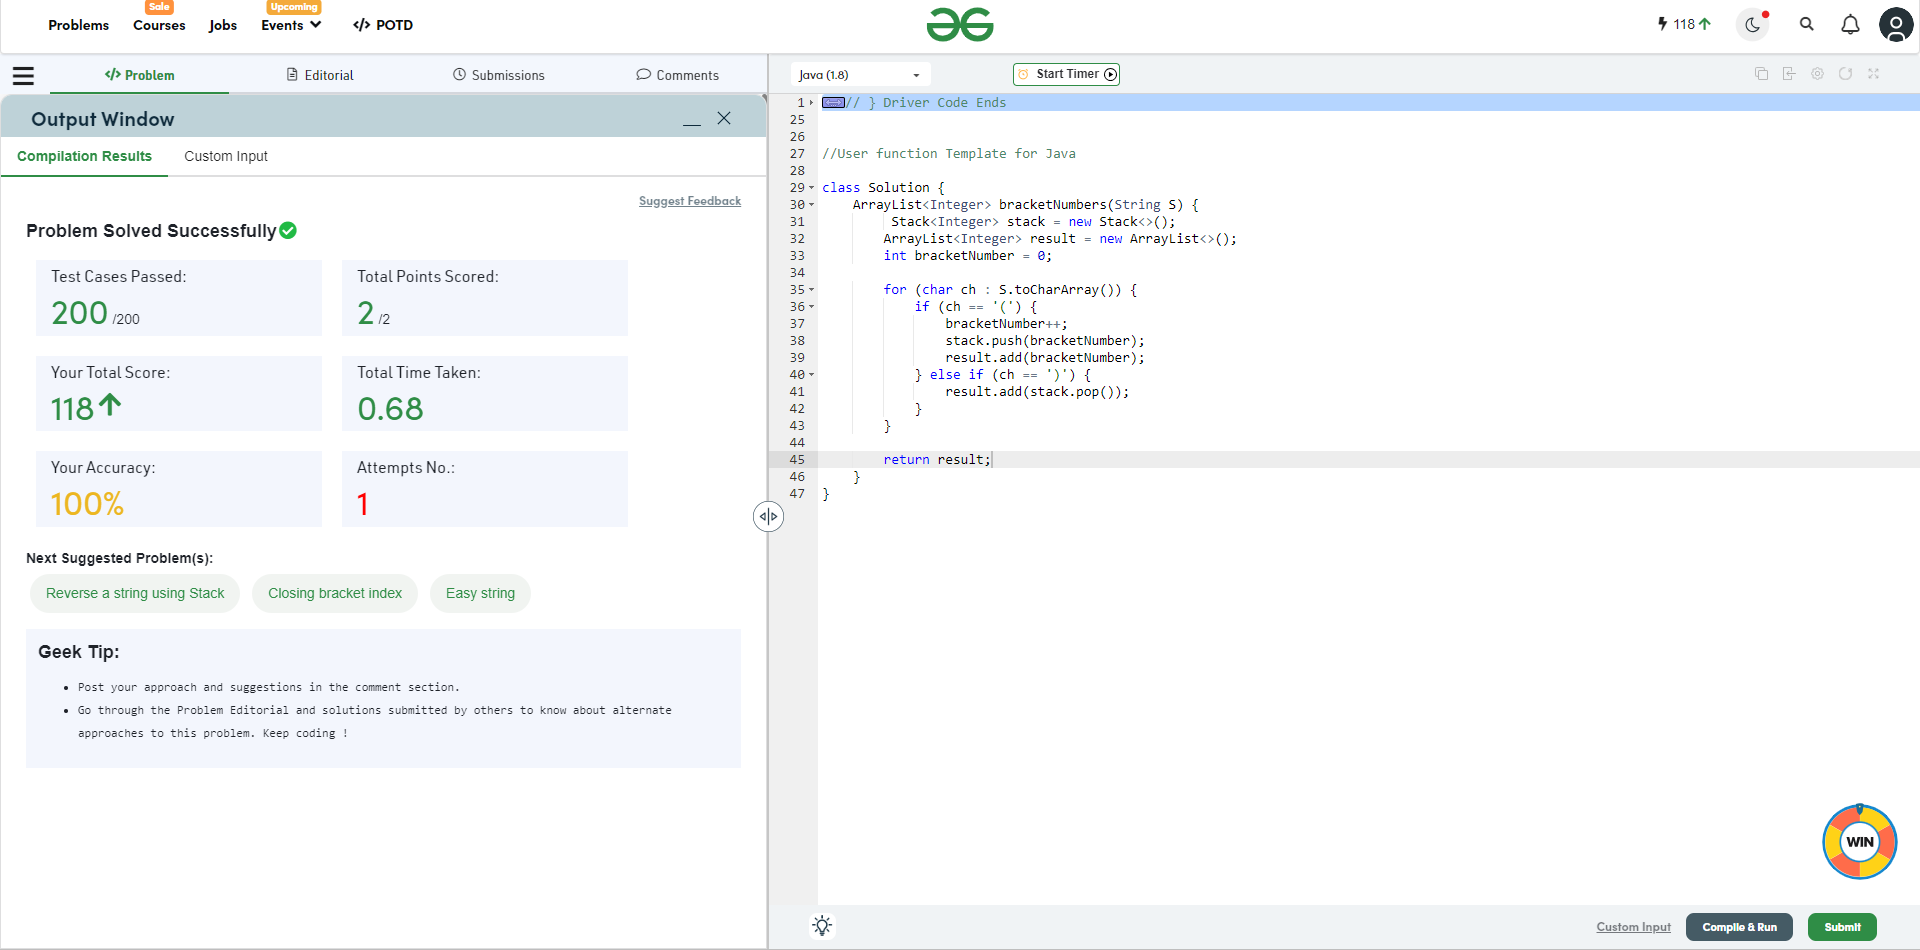 Sale
Upcoming
Problems
Courses
Jobs
Events
</> POTD
118
</> Problem
Editorial
Submissions
Comments
Output Window
Compilation Results
Custom Input
Suggest Feedback
Problem Solved Successfully
Test Cases Passed:
200 /200
Total Points Scored:
2 /2
Your Total Score:
118
Total Time Taken:
0.68
Your Accuracy:
100%
Attempts No.:
1
Next Suggested Problem(s):
Reverse a string using Stack
Closing bracket index
Easy string
Geek Tip:
Post your approach and suggestions in the comment section.
Go through the Problem Editorial and solutions submitted by others to know about alternate
approaches to this problem. Keep coding !
Java (1.8)
Start Timer
1 // } Driver Code Ends
25
26
27 //User function Template for Java
28
29 class Solution {
30 ArrayList<Integer> bracketNumbers(String S) {
31 Stack<Integer> stack = new Stack<>();
32 ArrayList<Integer> result = new ArrayList<>();
33 int bracketNumber = 0;
34
35 for (char ch : S.toCharArray()) {
36 if (ch == '(') {
37 bracketNumber++;
38 stack.push(bracketNumber);
39 result.add(bracketNumber);
40 } else if (ch == ')') {
41 result.add(stack.pop());
42 }
43 }
44
45 return result;
46 }
47 }
WIN
Custom Input
Compile & Run
Submit